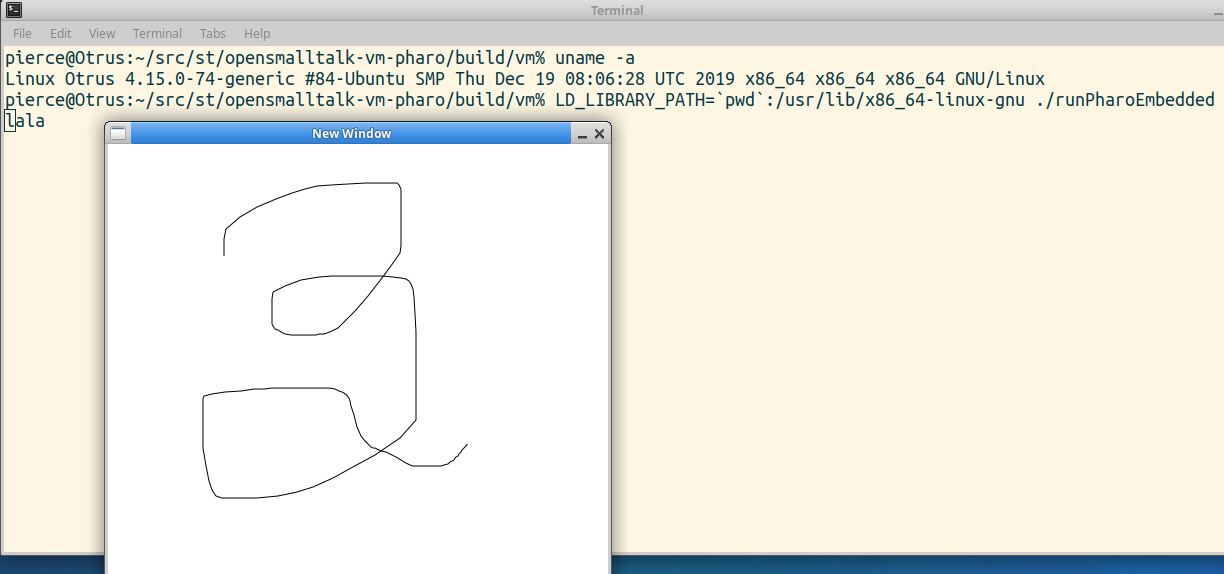 Terminal
File Edit View Terminal Tabs Help
pierce@Otrus:~/src/st/opensmalltalk-vm-pharo/build/vm% uname -a
Linux Otrus 4.15.0-74-generic #84-Ubuntu SMP Thu Dec 19 08:06:28 UTC 2019 x86_64 x86_64 x86_64 GNU/Linux
pierce@Otrus:~/src/st/opensmalltalk-vm-pharo/build/vm% LD_LIBRARY_PATH=`pwd`:/usr/lib/x86_64-linux-gnu ./runPharoEmbedded
lala
New Window